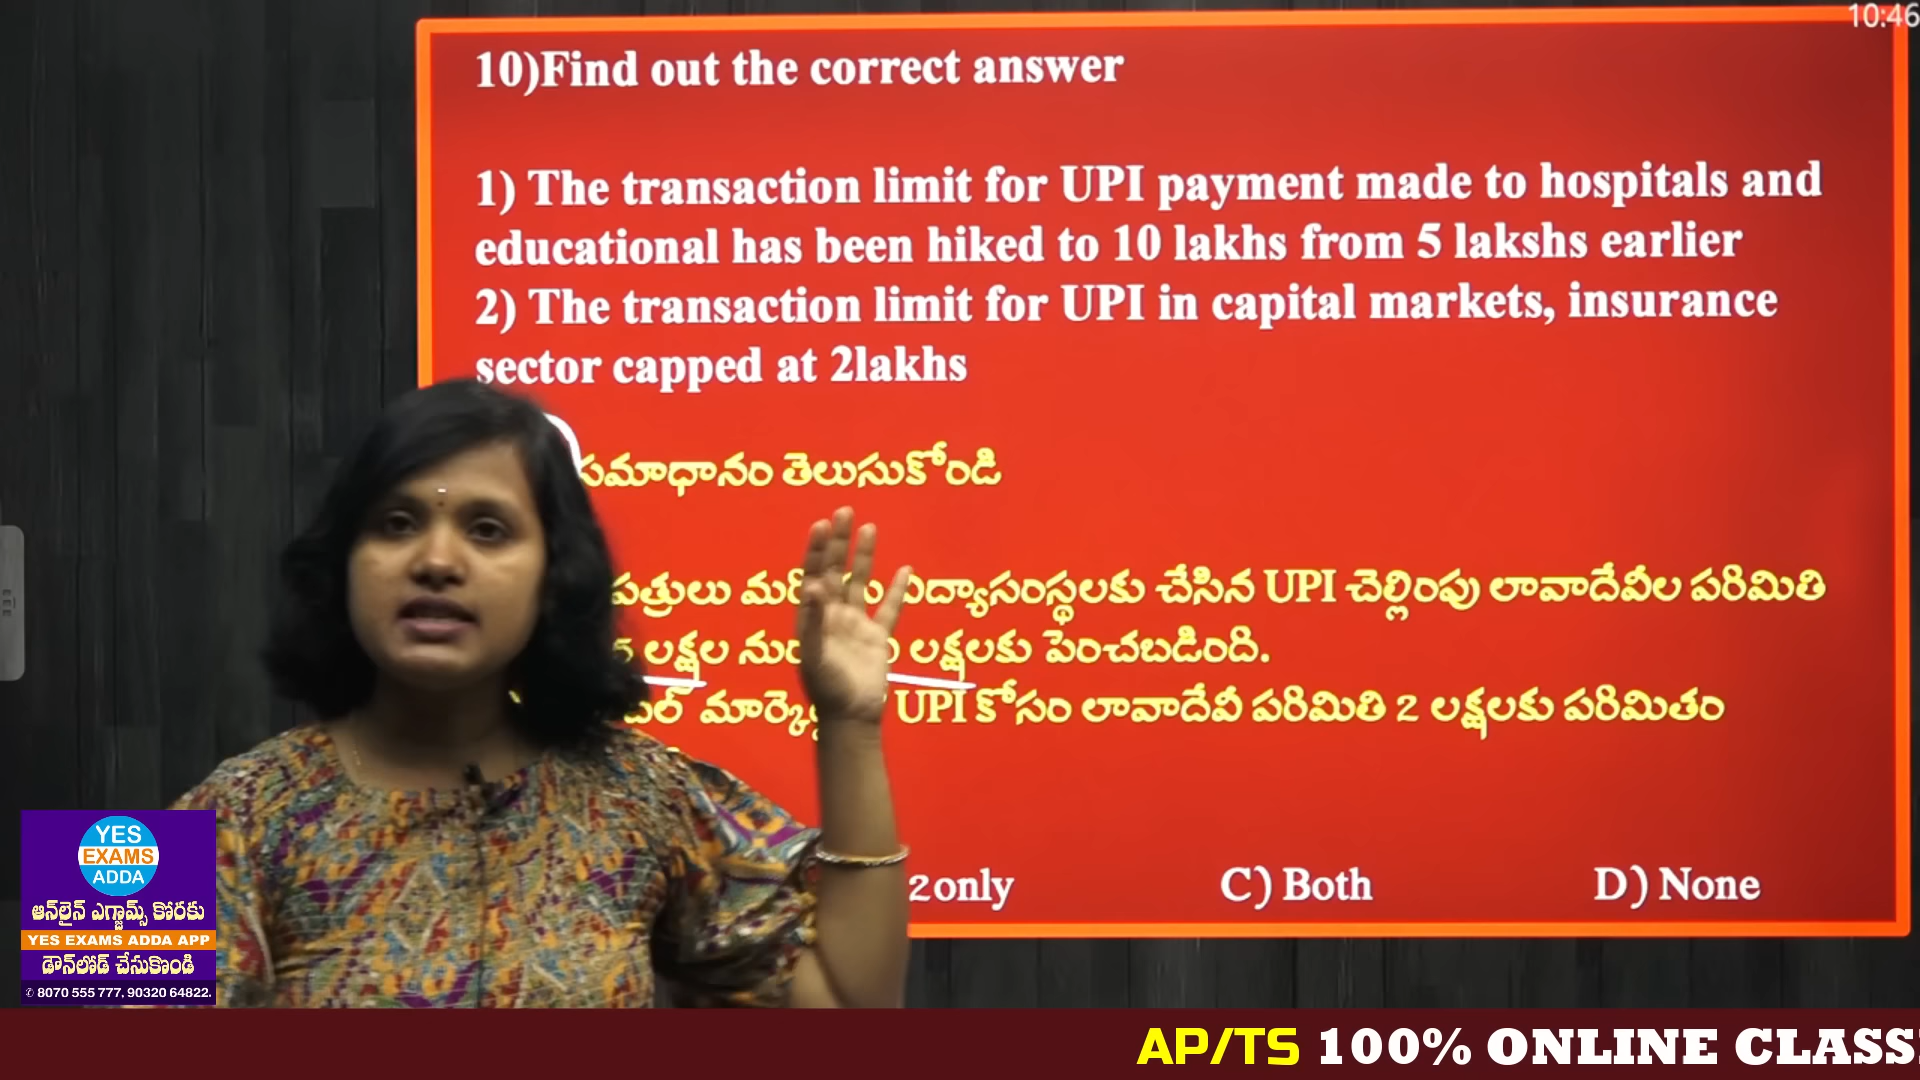 10:46
10)Find out the correct answer
1) The transaction limit for UPI payment made to hospitals and
educational has been hiked to 10 lakhs from 5 lakshs earlier
2) The transaction limit for UPI in capital markets, insurance
sector capped at 2lakhs
సమాధానం తెలుసుకోండి
విద్యాసంస్థలకు చేసిన UPI చెల్లింపు లావాదేవీల పరిమితి
5 లక్షల లక్షలకు పెంచబడింది.
UPI కోసం లావాదేవీ పరిమితి 2 లక్షలకు పరిమితం
2only C) Both D) None
YES
EXAMS
ADDA
ఆన్‌లైన్ ఎగ్జామ్స్ కొరకు
YES EXAMS ADDA APP
డౌన్‌లోడ్ చేసుకొండి
✆ 8070 555 777, 90320 64822.
AP/TS 100% ONLINE CLASS